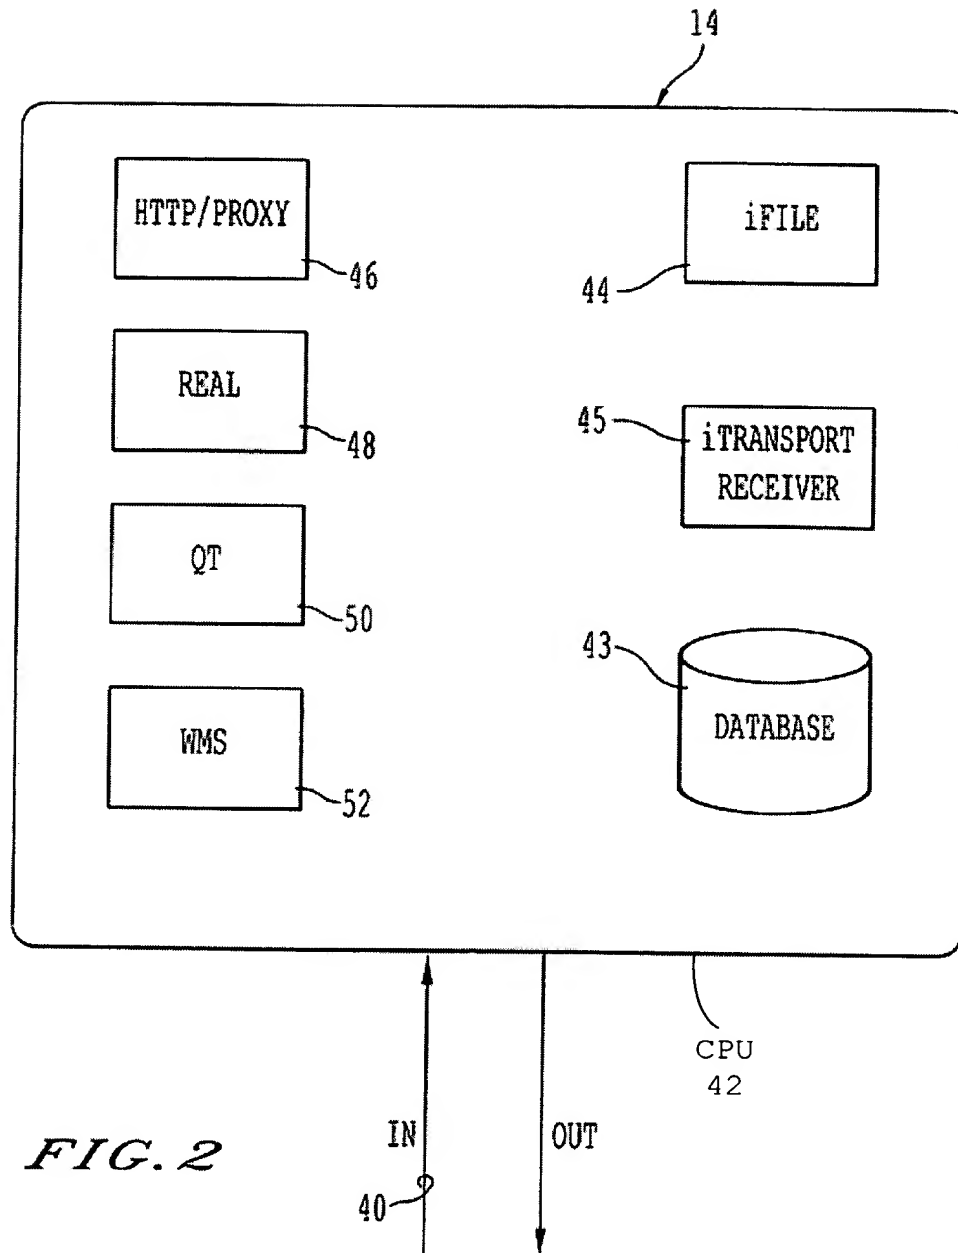 14
HTTP/PROXY
46
iFILE
44
REAL
48
45
iTRANSPORT
RECEIVER
QT
50
43
DATABASE
WMS
52
CPU
42
IN
OUT
40
FIG. 2